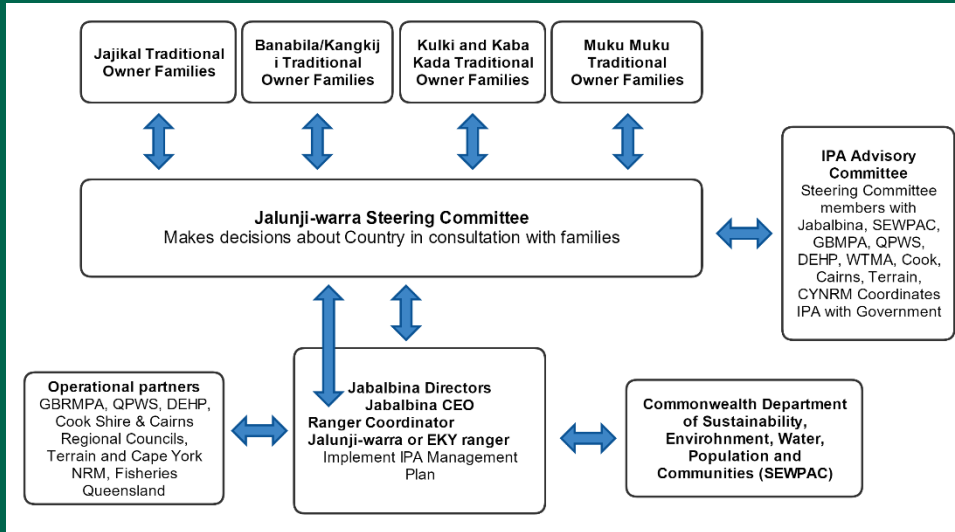 Jajikal Traditional
Owner Families
Banabila/Kangkij
i Traditional
Owner Families
Kulki and Kaba
Kada Traditional
Owner Families
Muku Muku
Traditional
Owner Families
IPA Advisory
Committee
Steering Committee
members with
Jabalbina, SEWPAC,
GBMPA, QPWS,
DEHP, WTMA, Cook,
Cairns, Terrain,
CYNRM Coordinates
IPA with Government
Jalunji-warra Steering Committee
Makes decisions about Country in consultation with families
Operational partners
GBRMPA, QPWS, DEHP,
Cook Shire & Cairns
Regional Councils,
Terrain and Cape York
NRM, Fisheries
Queensland
Jabalbina Directors
Jabalbina CEO
Ranger Coordinator
Jalunji-warra or EKY ranger
Implement IPA Management
Plan
Commonwealth Department
of Sustainability,
Envirohnment, Water,
Population and
Communities (SEWPAC)